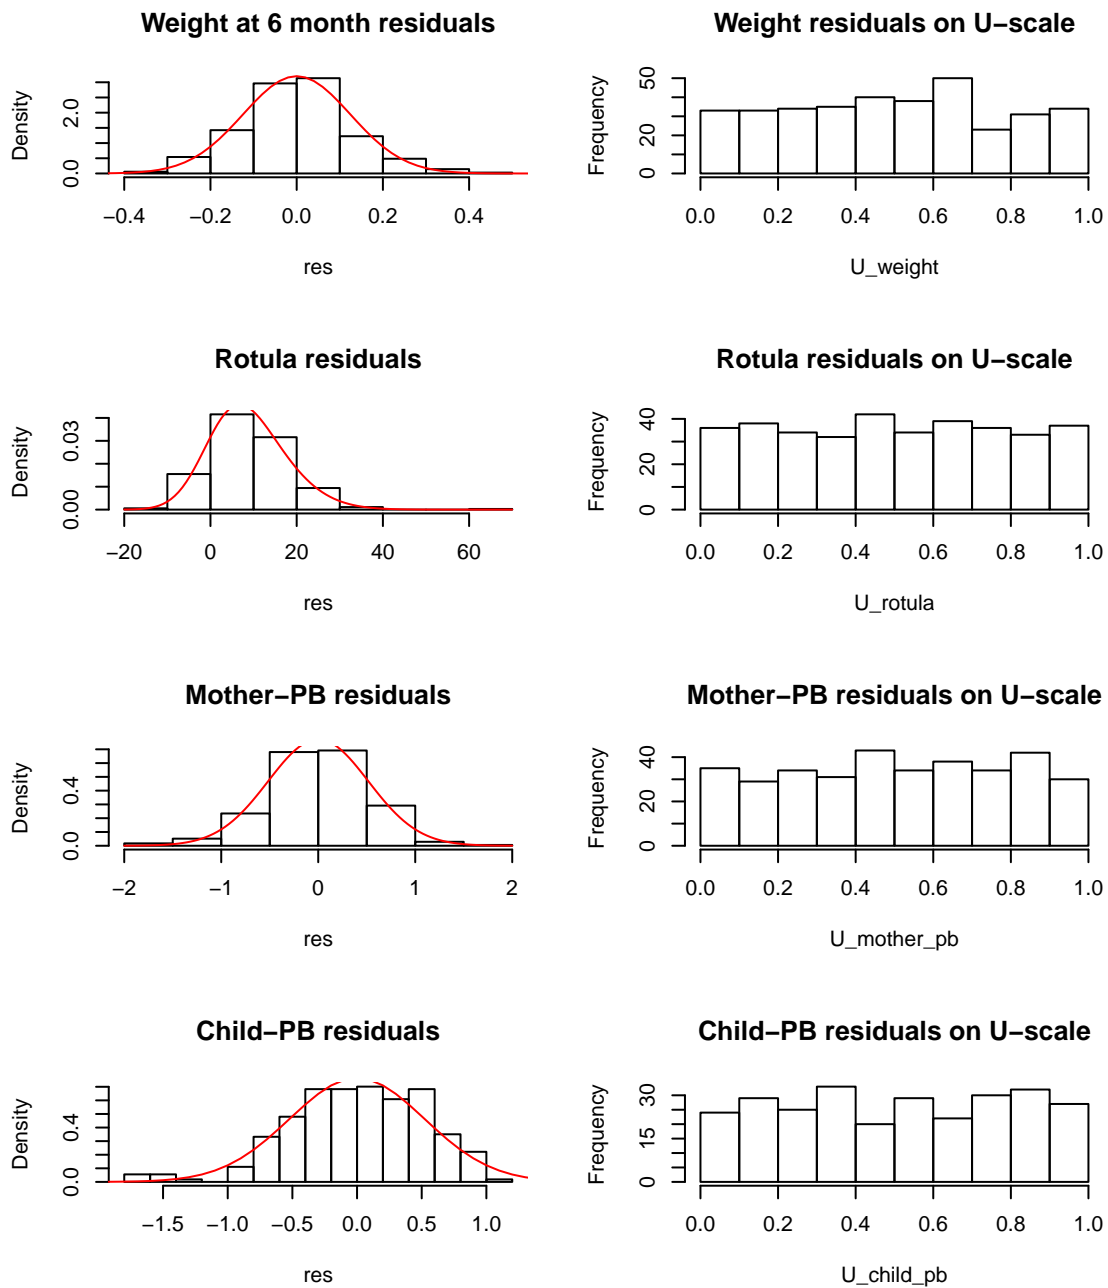 Weight at 6 month residuals
Density
0.0 2.0
−0.4 −0.2 0.0 0.2 0.4
res
Weight residuals on U−scale
Frequency
0 20 50
0.0 0.2 0.4 0.6 0.8 1.0
U_weight
Rotula residuals
Density
0.00 0.03
−20 0 20 40 60
res
Rotula residuals on U−scale
Frequency
0 20 40
0.0 0.2 0.4 0.6 0.8 1.0
U_rotula
Mother−PB residuals
Density
0.0 0.4
−2 −1 0 1 2
res
Mother−PB residuals on U−scale
Frequency
0 20 40
0.0 0.2 0.4 0.6 0.8 1.0
U_mother_pb
Child−PB residuals
Density
0.0 0.4
−1.5 −0.5 0.0 0.5 1.0
res
Child−PB residuals on U−scale
Frequency
0 15 30
0.0 0.2 0.4 0.6 0.8 1.0
U_child_pb